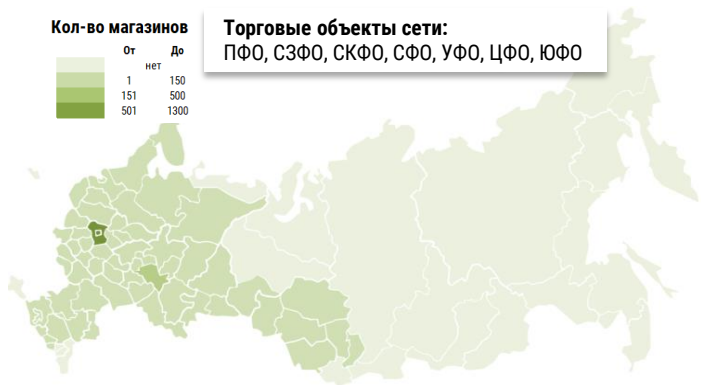 Кол-во магазинов
От До
нет
1 150
151 500
501 1300
Торговые объекты сети:
ПФО, СЗФО, СКФО, СФО, УФО, ЦФО, ЮФО